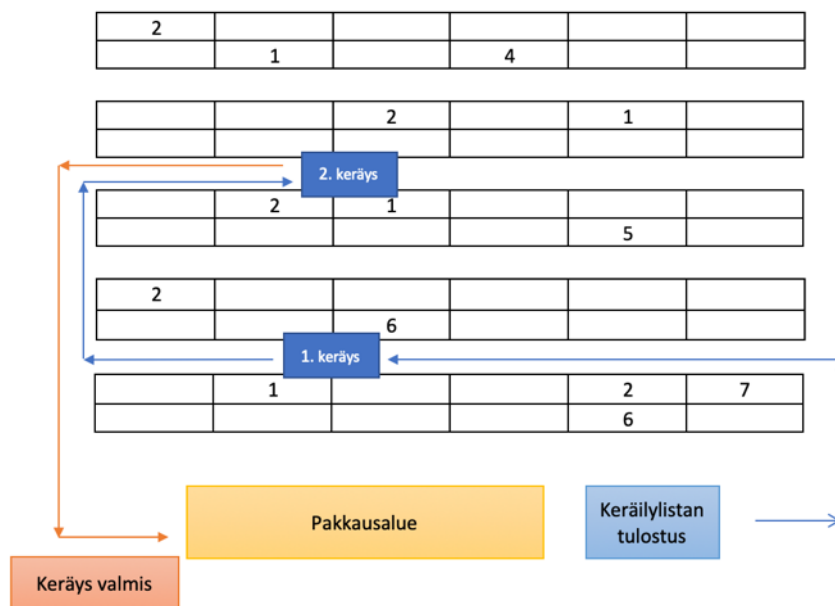 2
1 4
2 1
2. keräys
2 1
5
2
6
1. keräys
1 2 7
6
Pakkausalue
Keräilylistan
tulostus
Keräys valmis